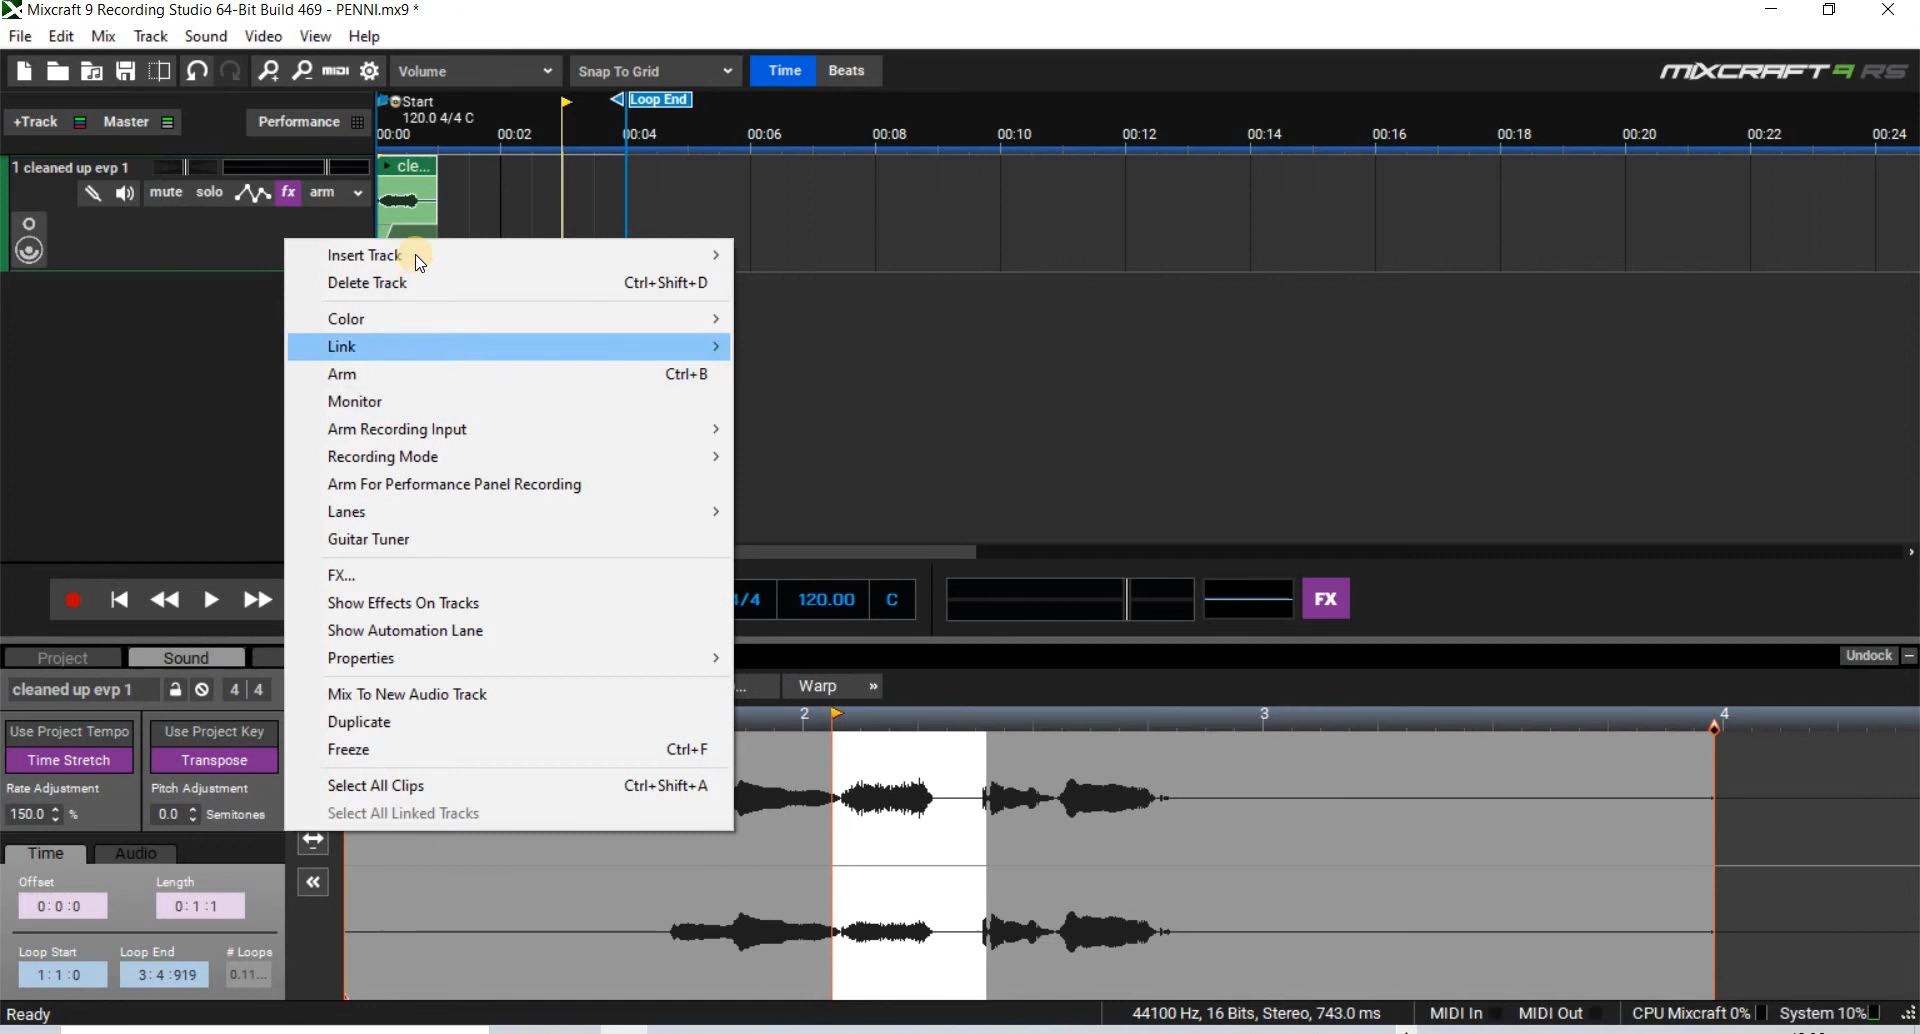 Mixcraft 9 Recording Studio 64-Bit Build 469 - PENNI.mx9 *
File Edit Mix Track Sound Video View Help
MIDI Volume Snap To Grid Time Beats MIXCRAFT 9 RS
Start Loop End
120.0 4/4 C
+Track Master Performance
00:00 00:02 00:04 00:06 00:08 00:10 00:12 00:14 00:16 00:18 00:20 00:22 00:24
1 cleaned up evp 1 cle...
mute solo fx arm
Insert Track
Delete Track Ctrl+Shift+D
Color
Link
Arm Ctrl+B
Monitor
Arm Recording Input
Recording Mode
Arm For Performance Panel Recording
Lanes
Guitar Tuner
FX...
Show Effects On Tracks
Show Automation Lane
Properties
Mix To New Audio Track
Duplicate
Freeze Ctrl+F
Select All Clips Ctrl+Shift+A
Select All Linked Tracks
4/4 120.00 C FX
Project Sound Undock
cleaned up evp 1 4 4 ... Warp »
2 3 4
Use Project Tempo Use Project Key
Time Stretch Transpose
Rate Adjustment Pitch Adjustment
150.0 % 0.0 Semitones
Time Audio
Offset Length
0:0:0 0:1:1
Loop Start Loop End # Loops
1:1:0 3:4:919 0.11...
Ready 44100 Hz, 16 Bits, Stereo, 743.0 ms MIDI In MIDI Out CPU Mixcraft 0% System 10%